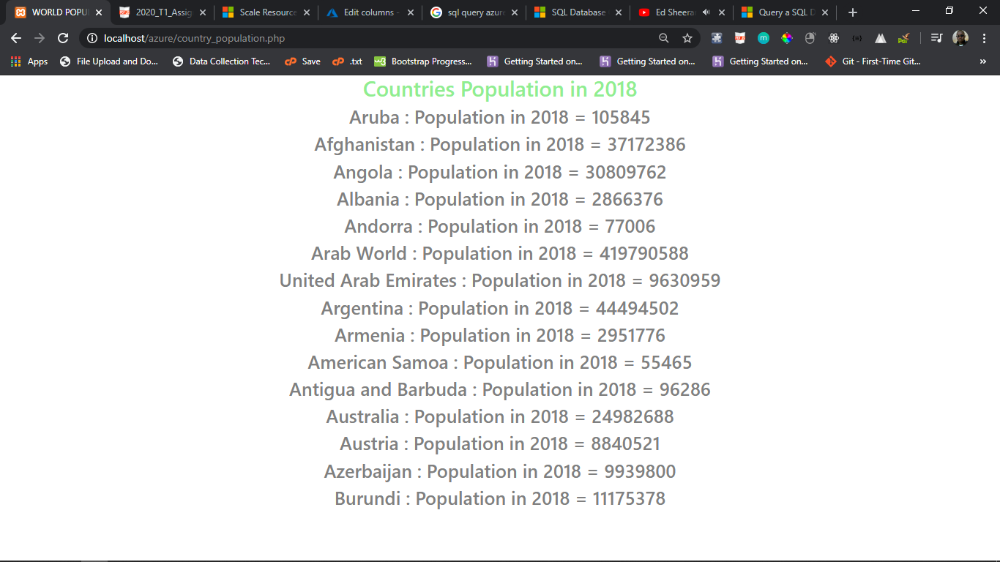 WORLD POPU
2020_T1_Assig
Scale Resource
Edit columns -
sql query azure
SQL Database
Ed Sheera
Query a SQL D
localhost/azure/country_population.php
Apps
File Upload and Do...
Data Collection Tec...
Save
.txt
Bootstrap Progress...
Getting Started on...
Getting Started on...
Getting Started on...
Git - First-Time Git...
Countries Population in 2018
Aruba : Population in 2018 = 105845
Afghanistan : Population in 2018 = 37172386
Angola : Population in 2018 = 30809762
Albania : Population in 2018 = 2866376
Andorra : Population in 2018 = 77006
Arab World : Population in 2018 = 419790588
United Arab Emirates : Population in 2018 = 9630959
Argentina : Population in 2018 = 44494502
Armenia : Population in 2018 = 2951776
American Samoa : Population in 2018 = 55465
Antigua and Barbuda : Population in 2018 = 96286
Australia : Population in 2018 = 24982688
Austria : Population in 2018 = 8840521
Azerbaijan : Population in 2018 = 9939800
Burundi : Population in 2018 = 11175378